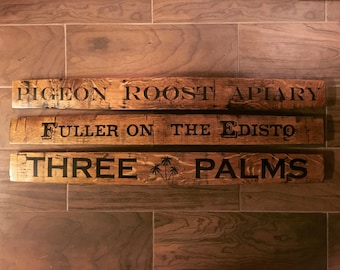 PIGEON ROOST APIARY
FULLER ON THE EDISTO
THREE PALMS